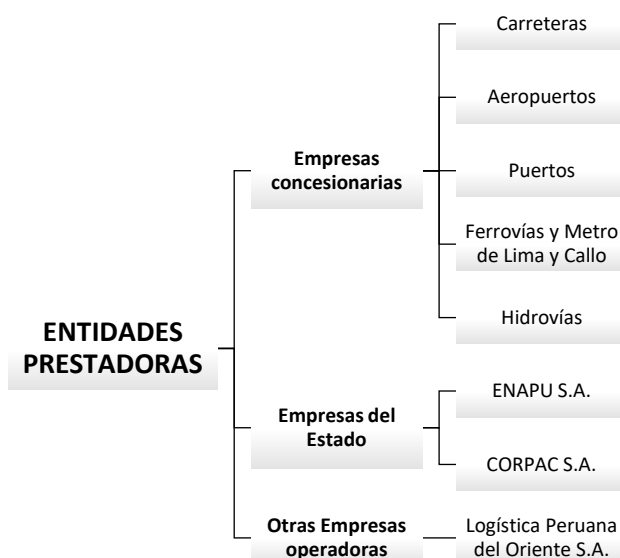 Carreteras
Aeropuertos
Empresas
concesionarias
Puertos
Ferrovías y Metro
de Lima y Callo
Hidrovías
ENTIDADES
PRESTADORAS
ENAPU S.A.
Empresas del
Estado
CORPAC S.A.
Otras Empresas
operadoras
Logística Peruana
del Oriente S.A.